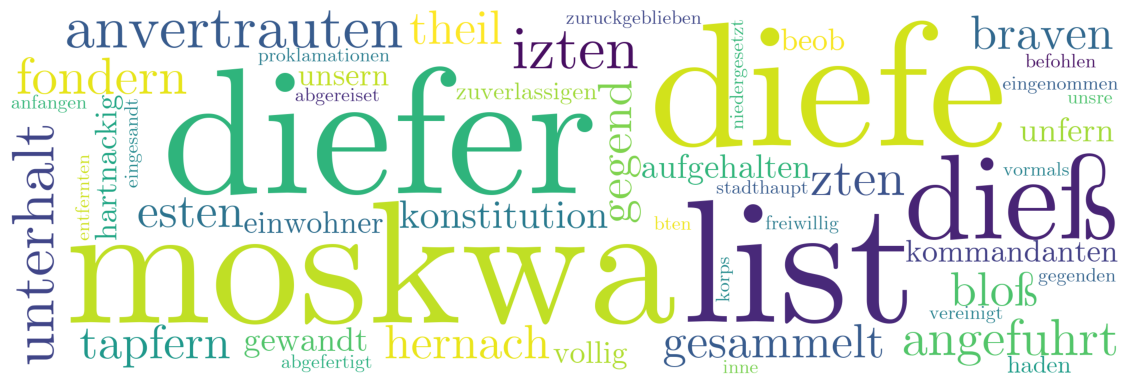 zuruckgeblieben
anvertrauten
theil
izten
beob
braven
proklamationen
befohlen
fondern
unsern
diefer
diefe
niedergesetzt
abgereiset
zuverlassigen
eingenommen
anfangen
unsre
hartnackig
eingesandt
gegend
unfern
unterhalt
entfernten
aufgehalten
dieß
vormals
stadthaupt
zten
esten
einwohner
konstitution
moskwa
bten
list
freiwillig
kommandanten
korps
gegenden
bloß
vereinigt
tapfern
gewandt
hernach
vollig
gesammelt
angefuhrt
abgefertigt
inne
haden